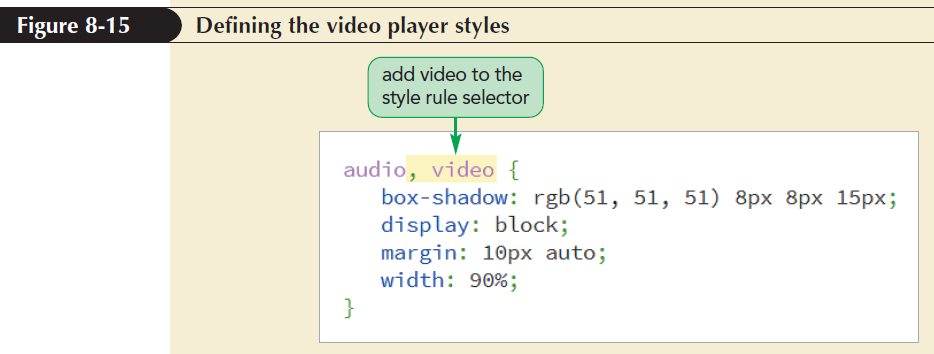 Figure 8-15
Defining the video player styles
add video to the
style rule selector
audio, video {
box-shadow: rgb(51, 51, 51) 8px 8px 15px;
display: block;
margin: 10px auto;
width: 90%;
}